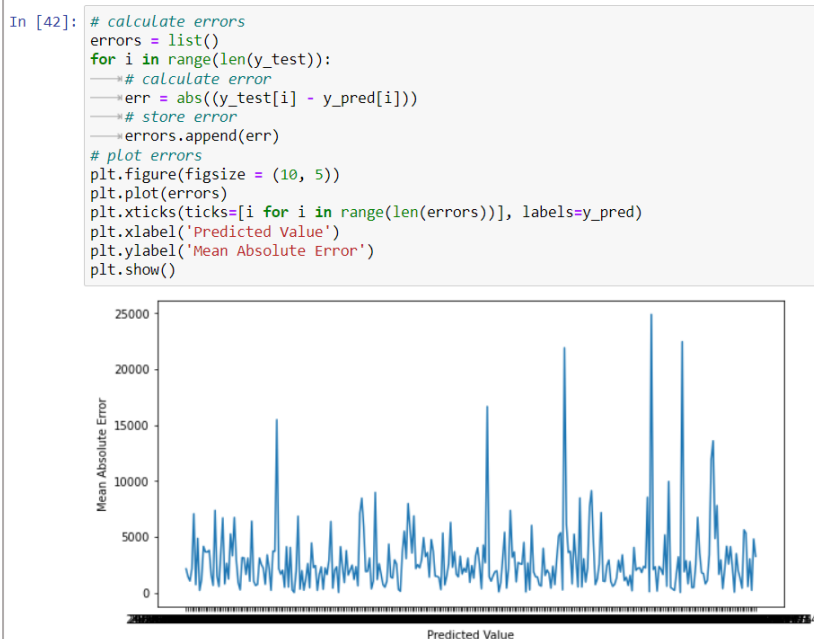 In [42]: # calculate errors
errors = list()
for i in range(len(y_test)):
# calculate error
err = abs((y_test[i] - y_pred[i]))
# store error
errors.append(err)
# plot errors
plt.figure(figsize = (10, 5))
plt.plot(errors)
plt.xticks(ticks=[i for i in range(len(errors))], labels=y_pred)
plt.xlabel('Predicted Value')
plt.ylabel('Mean Absolute Error')
plt.show()
25000
20000
15000
10000
5000
0
Mean Absolute Error
Predicted Value